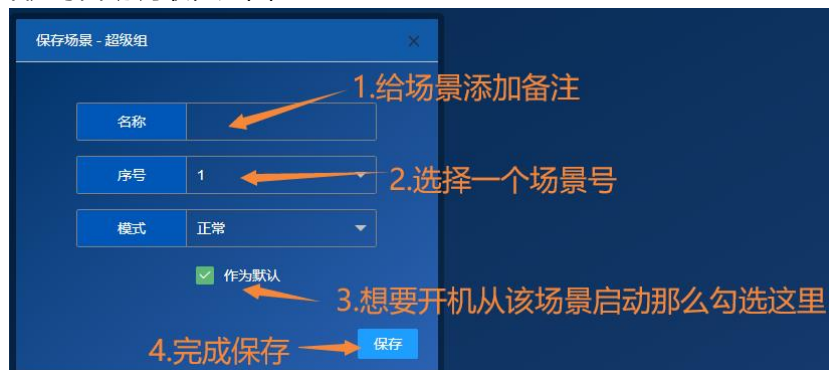 保存场景 - 超级组
×
1.给场景添加备注
名称
序号
1
2.选择一个场景号
模式
正常
作为默认
3.想要开机从该场景启动那么勾选这里
4.完成保存
保存